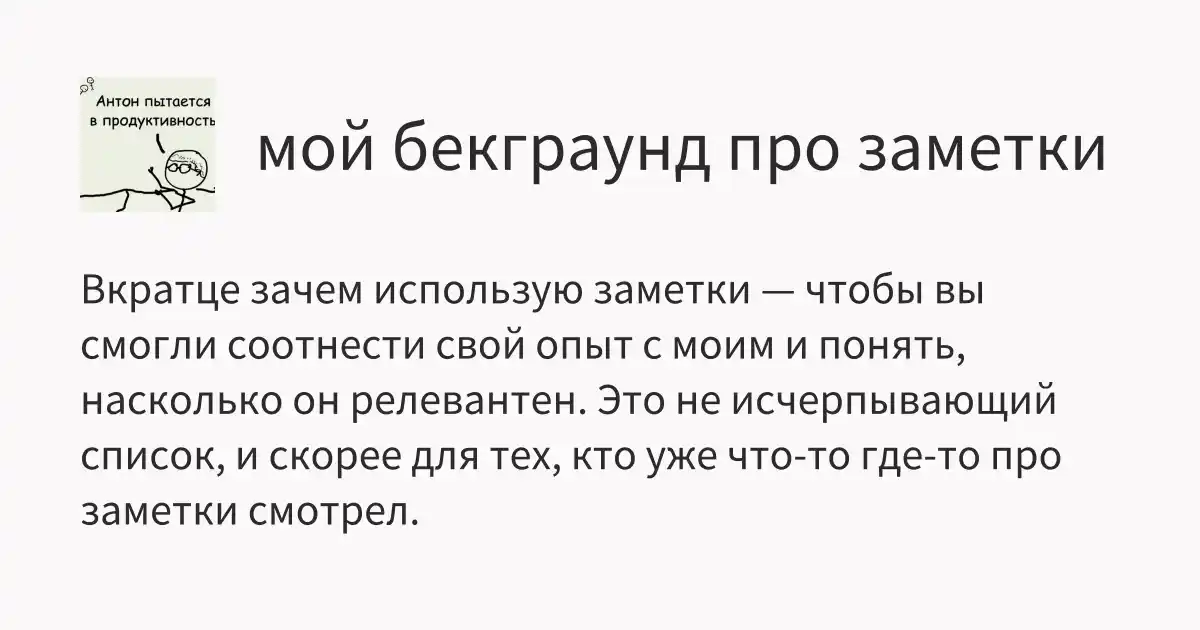 Антон пытается
в продуктивность
мой бекграунд про заметки
Вкратце зачем использую заметки — чтобы вы
смогли соотнести свой опыт с моим и понять,
насколько он релевантен. Это не исчерпывающий
список, и скорее для тех, кто уже что-то где-то про
заметки смотрел.